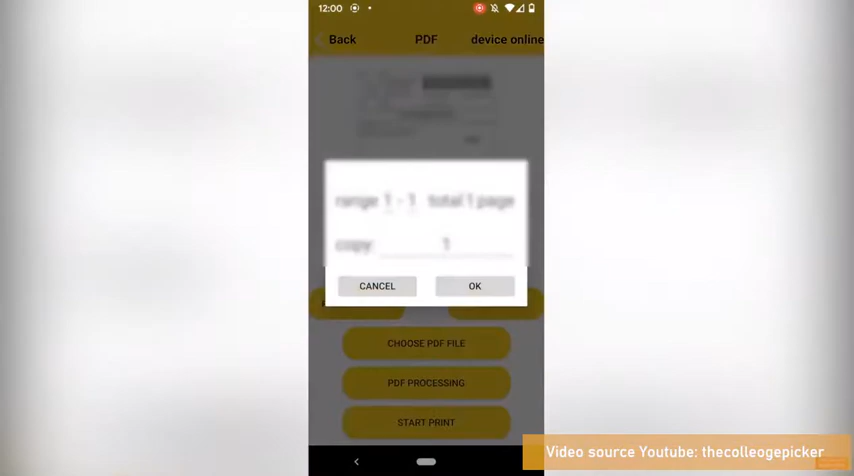 12:00
Back PDF device online
range 1 - 1 total 1 page
copy: 1
CANCEL OK
CHOOSE PDF FILE
PDF PROCESSING
START PRINT
Video source Youtube: thecolleogepicker